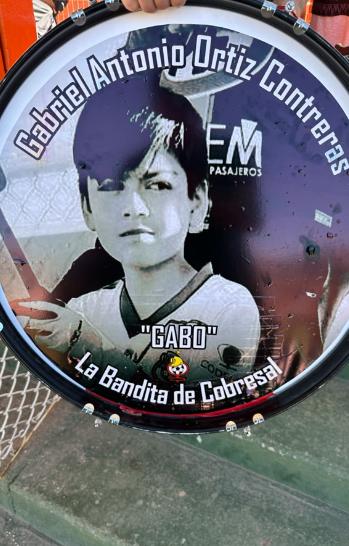 Gabriel Antonio Ortiz Contreras
EM
PASAJEROS
"GABO"
La Bandita de Cobresal